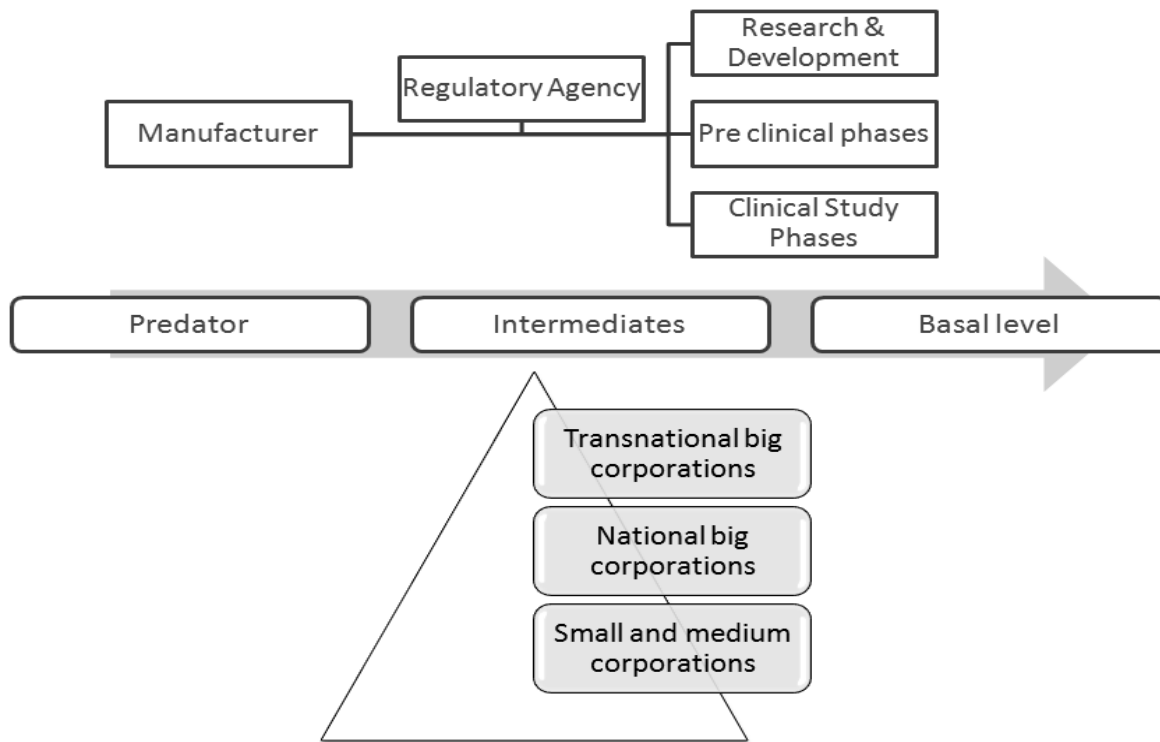 Research &
Development
Regulatory Agency
Manufacturer
Pre clinical phases
Clinical Study
Phases
Predator
Intermediates
Basal level
Transnational big
corporations
National big
corporations
Small and medium
corporations